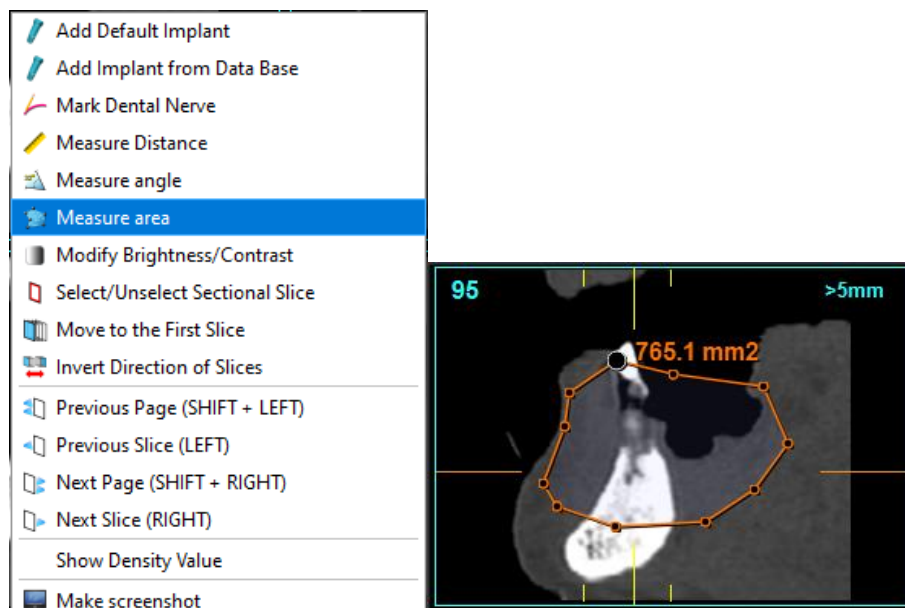 Add Default Implant
Add Implant from Data Base
Mark Dental Nerve
Measure Distance
Measure angle
Measure area
Modify Brightness/Contrast
Select/Unselect Sectional Slice
Move to the First Slice
Invert Direction of Slices
Previous Page (SHIFT + LEFT)
Previous Slice (LEFT)
Next Page (SHIFT + RIGHT)
Next Slice (RIGHT)
Show Density Value
Make screenshot
95
>5mm
765.1 mm2